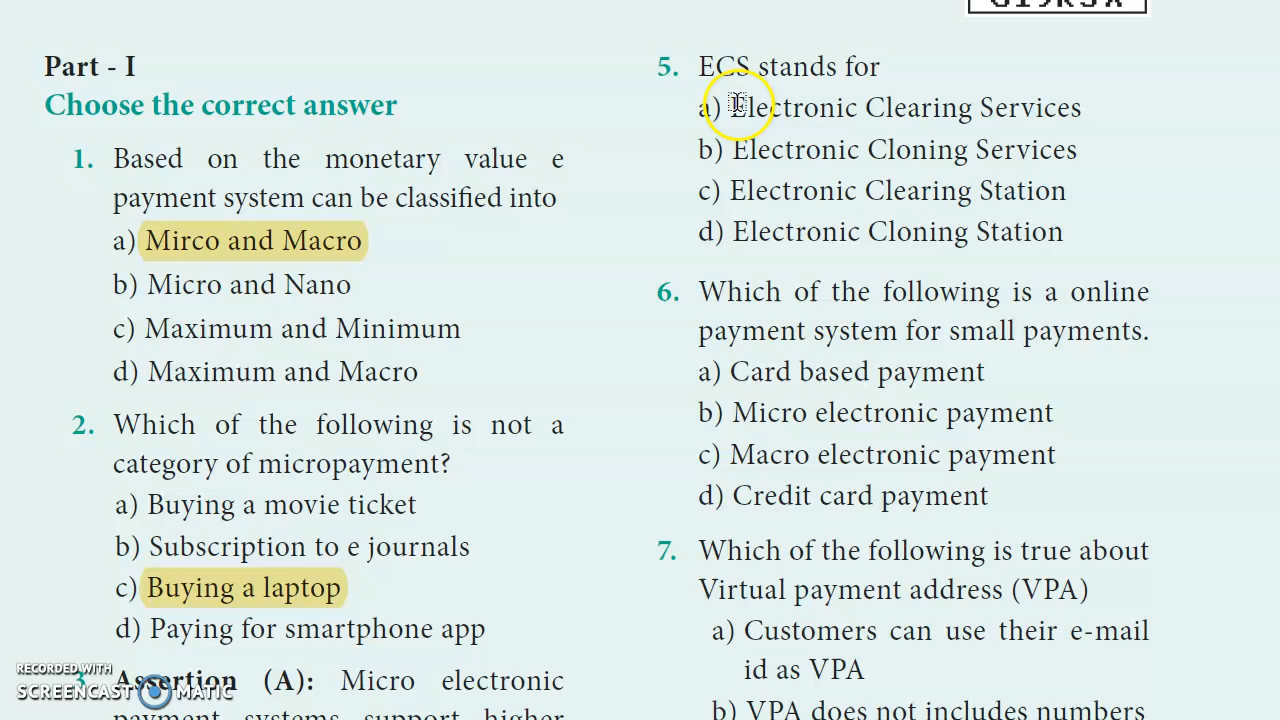 Part - I
Choose the correct answer
1. Based on the monetary value e
payment system can be classified into
a) Mirco and Macro
b) Micro and Nano
c) Maximum and Minimum
d) Maximum and Macro
2. Which of the following is not a
category of micropayment?
a) Buying a movie ticket
b) Subscription to e journals
c) Buying a laptop
d) Paying for smartphone app
3. Assertion (A): Micro electronic
payment systems support higher
5. ECS stands for
a) Electronic Clearing Services
b) Electronic Cloning Services
c) Electronic Clearing Station
d) Electronic Cloning Station
6. Which of the following is a online
payment system for small payments.
a) Card based payment
b) Micro electronic payment
c) Macro electronic payment
d) Credit card payment
7. Which of the following is true about
Virtual payment address (VPA)
a) Customers can use their e-mail
id as VPA
b) VPA does not includes numbers
RECORDED WITH
SCREENCAST MATIC